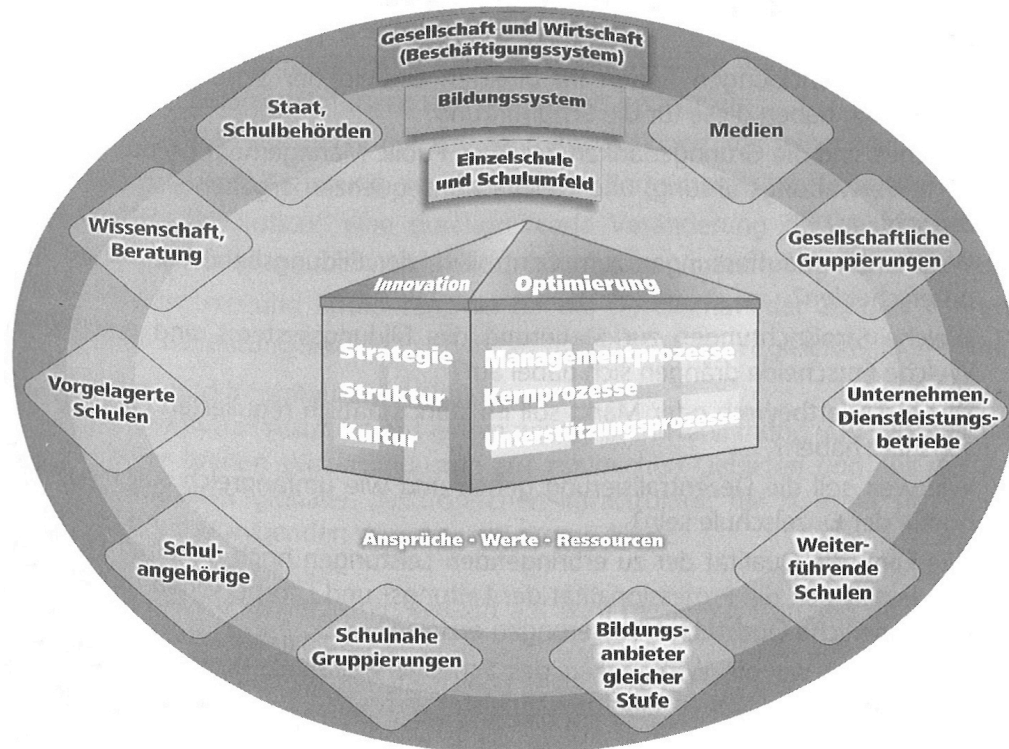 Gesellschaft und Wirtschaft
(Beschäftigungssystem)
Bildungssystem
Einzelschule
und Schulumfeld
Staat,
Schulbehörden
Medien
Wissenschaft,
Beratung
Gesellschaftliche
Gruppierungen
Innovation
Optimierung
Strategie
Struktur
Kultur
Managementprozesse
Kernprozesse
Unterstützungsprozesse
Vorgelagerte
Schulen
Unternehmen,
Dienstleistungs-
betriebe
Ansprüche - Werte - Ressourcen
Schul-
angehörige
Weiter-
führende
Schulen
Schulnahe
Gruppierungen
Bildungs-
anbieter
gleicher
Stufe